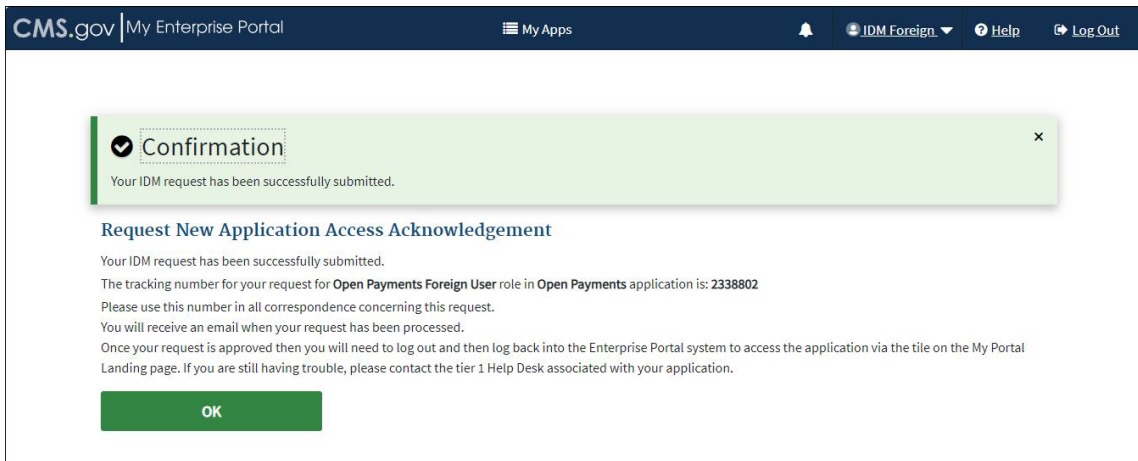 CMS.gov My Enterprise Portal My Apps IDM Foreign Help Log Out
Confirmation
Your IDM request has been successfully submitted.
Request New Application Access Acknowledgement
Your IDM request has been successfully submitted.
The tracking number for your request for Open Payments Foreign User role in Open Payments application is: 2338802
Please use this number in all correspondence concerning this request.
You will receive an email when your request has been processed.
Once your request is approved then you will need to log out and then log back into the Enterprise Portal system to access the application via the tile on the My Portal
Landing page. If you are still having trouble, please contact the tier 1 Help Desk associated with your application.
OK